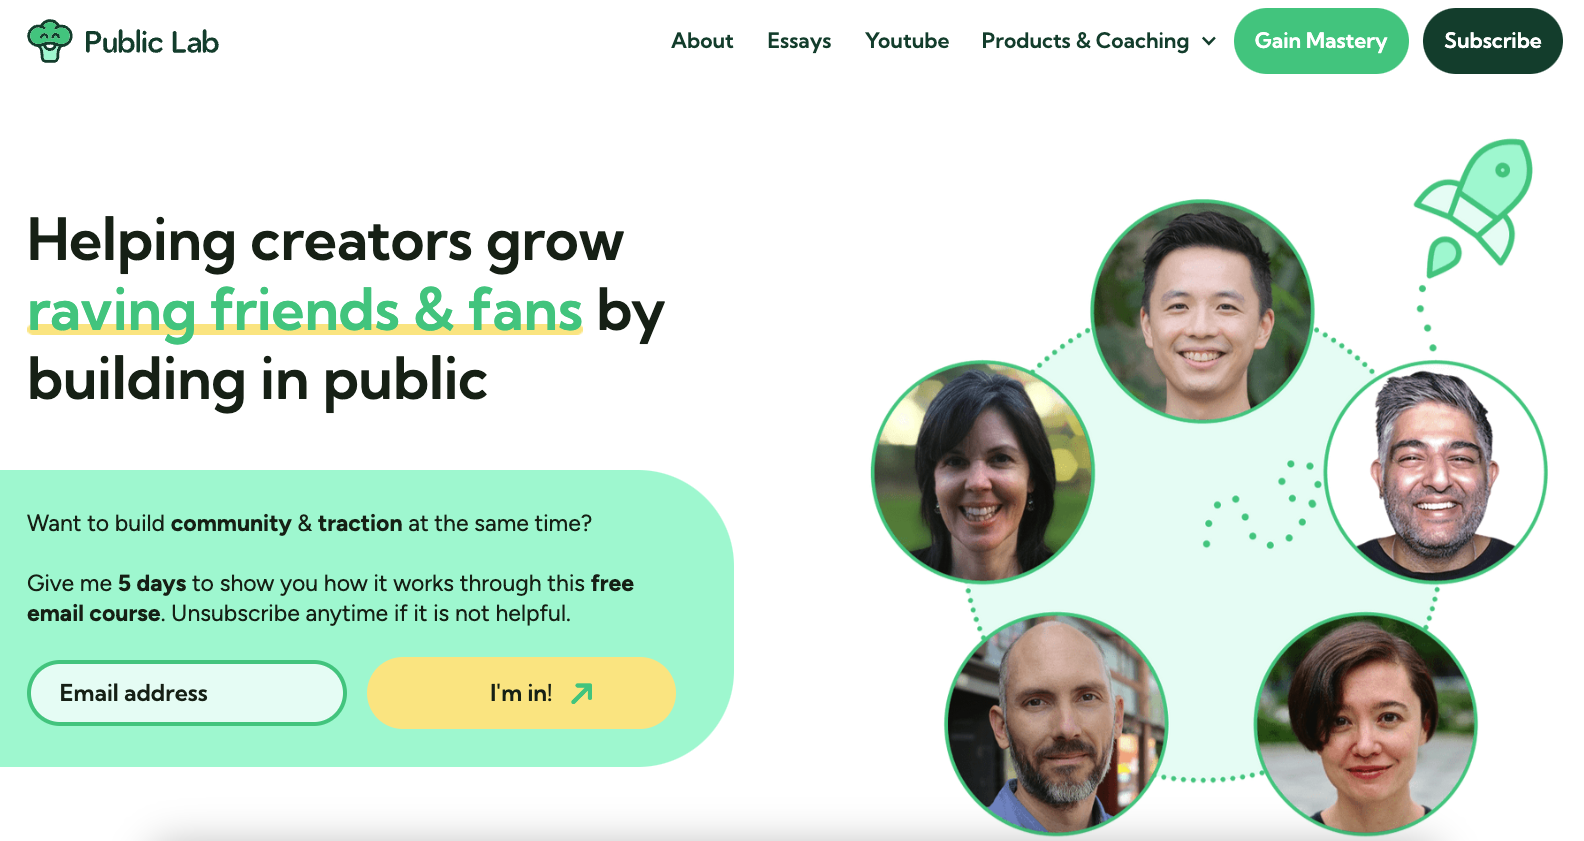 Public Lab
About
Essays
Youtube
Products & Coaching
Gain Mastery
Subscribe
Helping creators grow
raving friends & fans by
building in public
Want to build community & traction at the same time?
Give me 5 days to show you how it works through this free
email course. Unsubscribe anytime if it is not helpful.
Email address
I'm in!